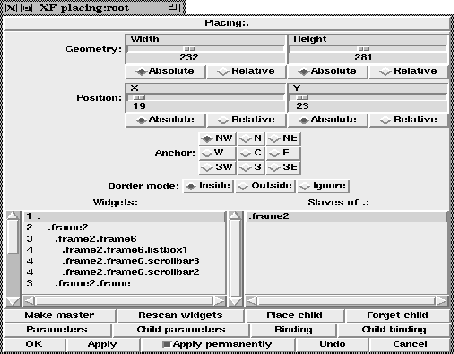 XF placing:root
Placing:.
Width Height
Geometry: 232 281
Absolute Relative Absolute Relative
X Y
Position: 19 23
Absolute Relative Absolute Relative
NW N NE
Anchor: W C E
SW S SE
Border mode: Inside Outside Ignore
Widgets: Slaves of .:
1 . .frame2
2 .frame2
3 .frame2.frame6
4 .frame2.frame6.listbox1
4 .frame2.frame6.scrollbar3
4 .frame2.frame6.scrollbar2
3 .frame2.frame
Make master Rescan widgets Place child Forget child
Parameters Child parameters Binding Child binding
OK Apply Apply permanently Undo Cancel